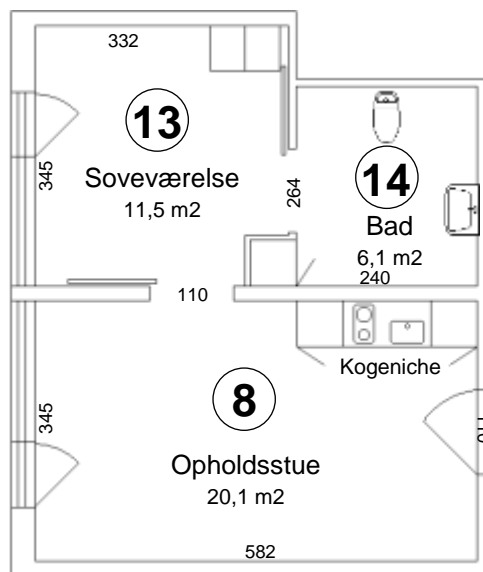 332
13
Soveværelse
11,5 m2
345
264
14
Bad
6,1 m2
240
110
Kogeniche
8
345
Opholdsstue
20,1 m2
110
582